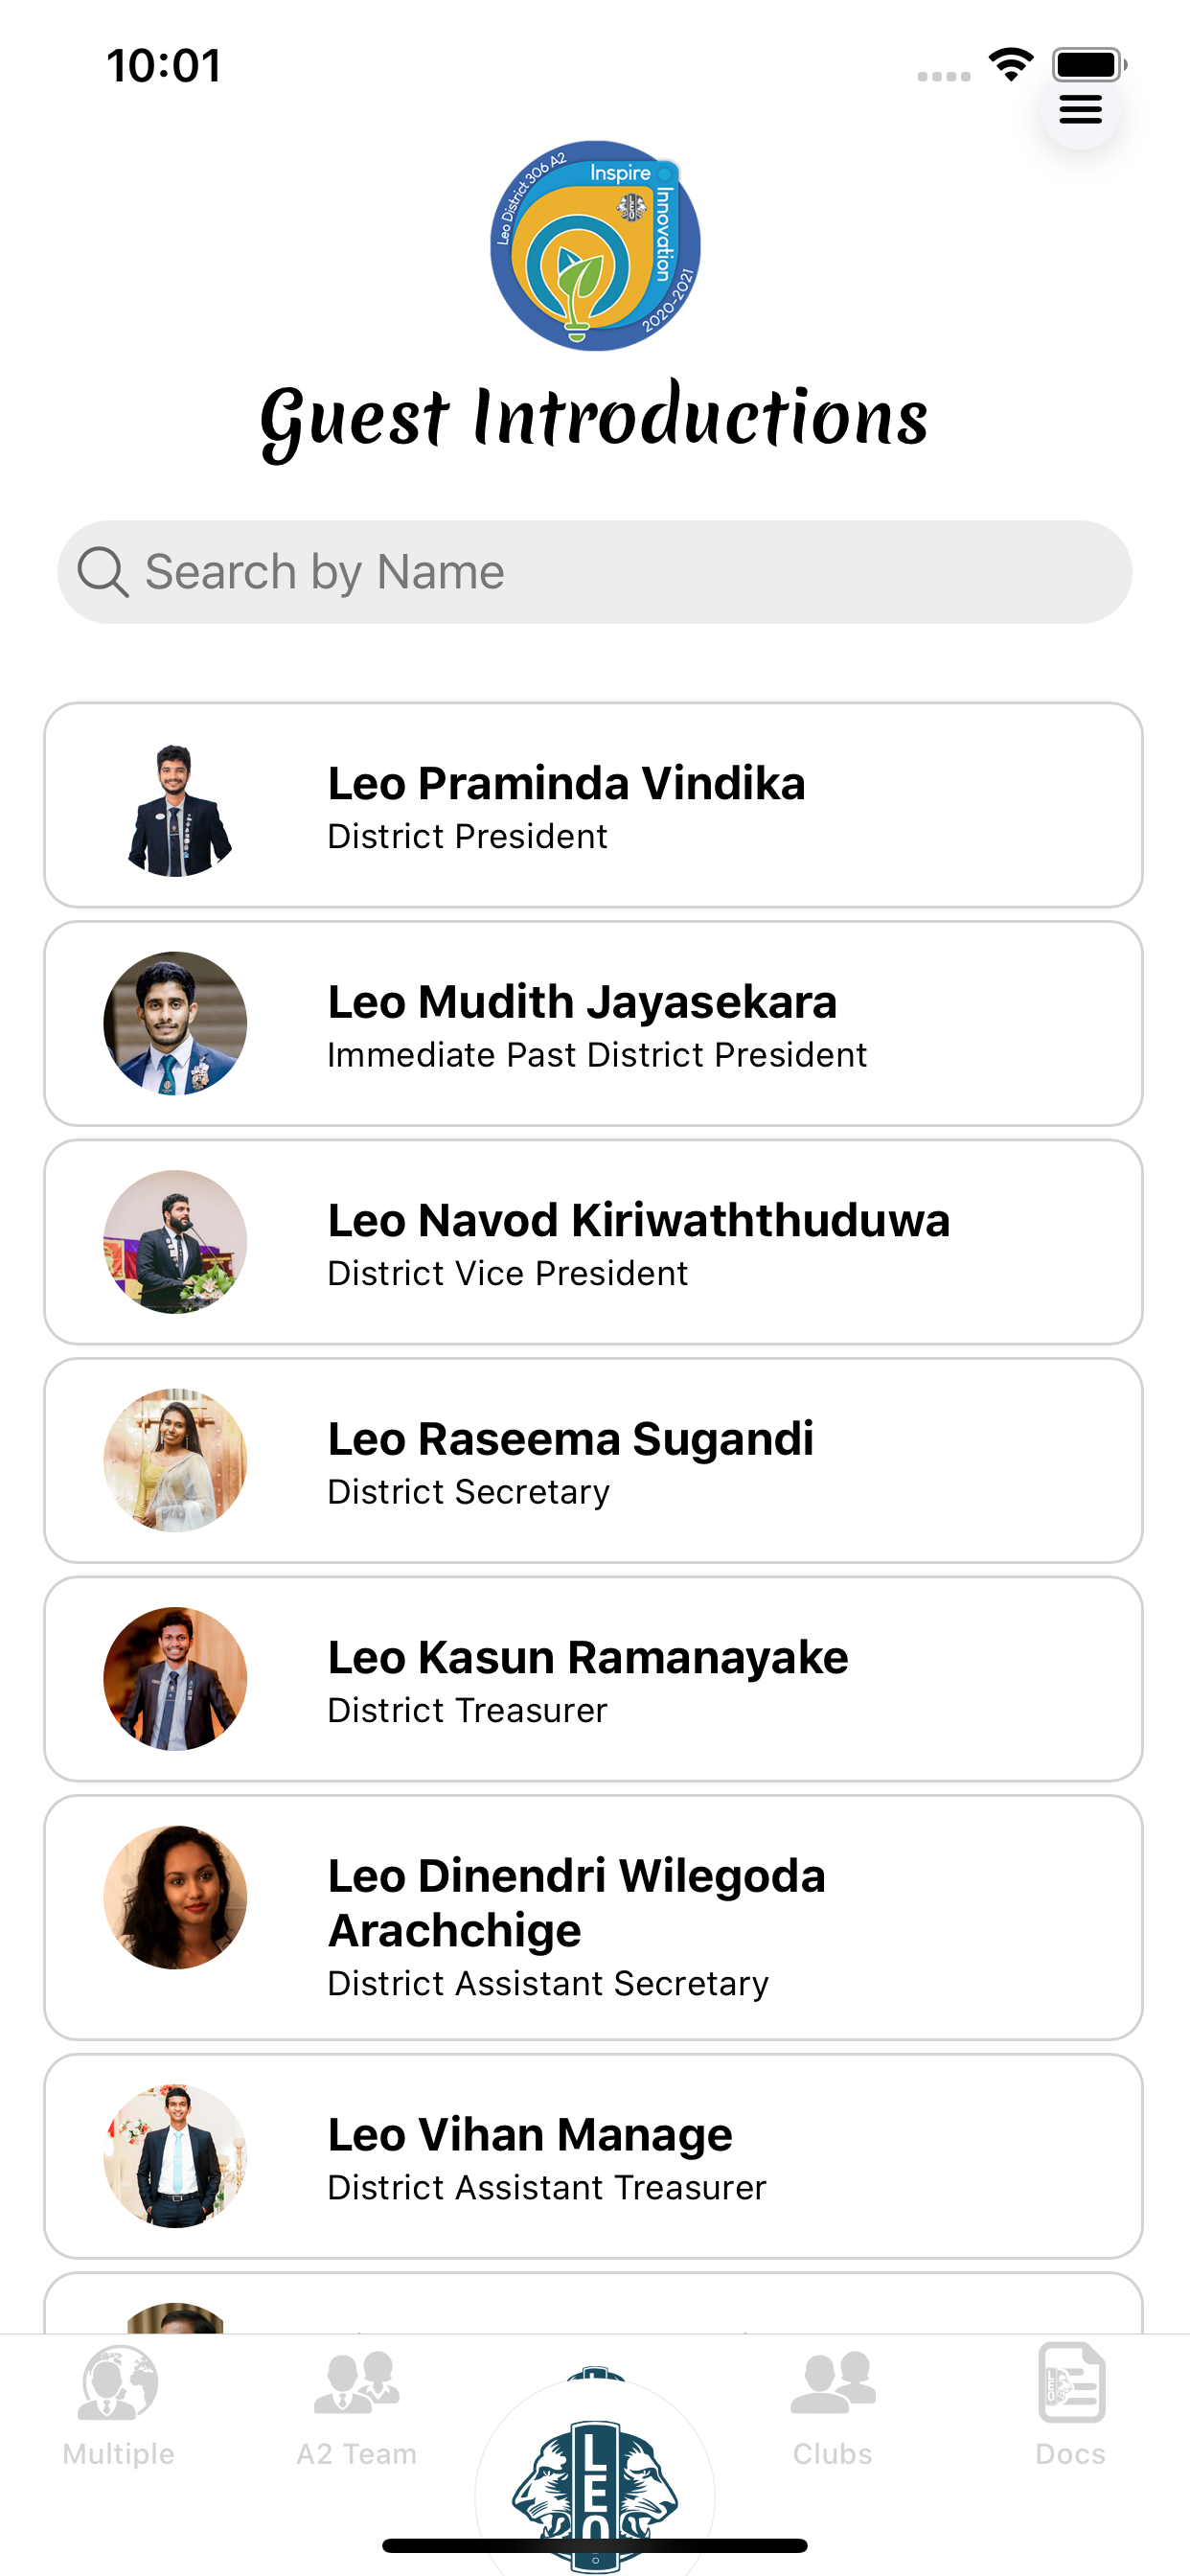 10:01
Leo District 306 A2
Inspire
Innovation
LEO
2020-2021
Guest Introductions
Search by Name
Leo Praminda Vindika
District President
Leo Mudith Jayasekara
Immediate Past District President
Leo Navod Kiriwaththuduwa
District Vice President
Leo Raseema Sugandi
District Secretary
Leo Kasun Ramanayake
District Treasurer
Leo Dinendri Wilegoda
Arachchige
District Assistant Secretary
Leo Vihan Manage
District Assistant Treasurer
Multiple
A2 Team
LEO
Clubs
LEO
Docs